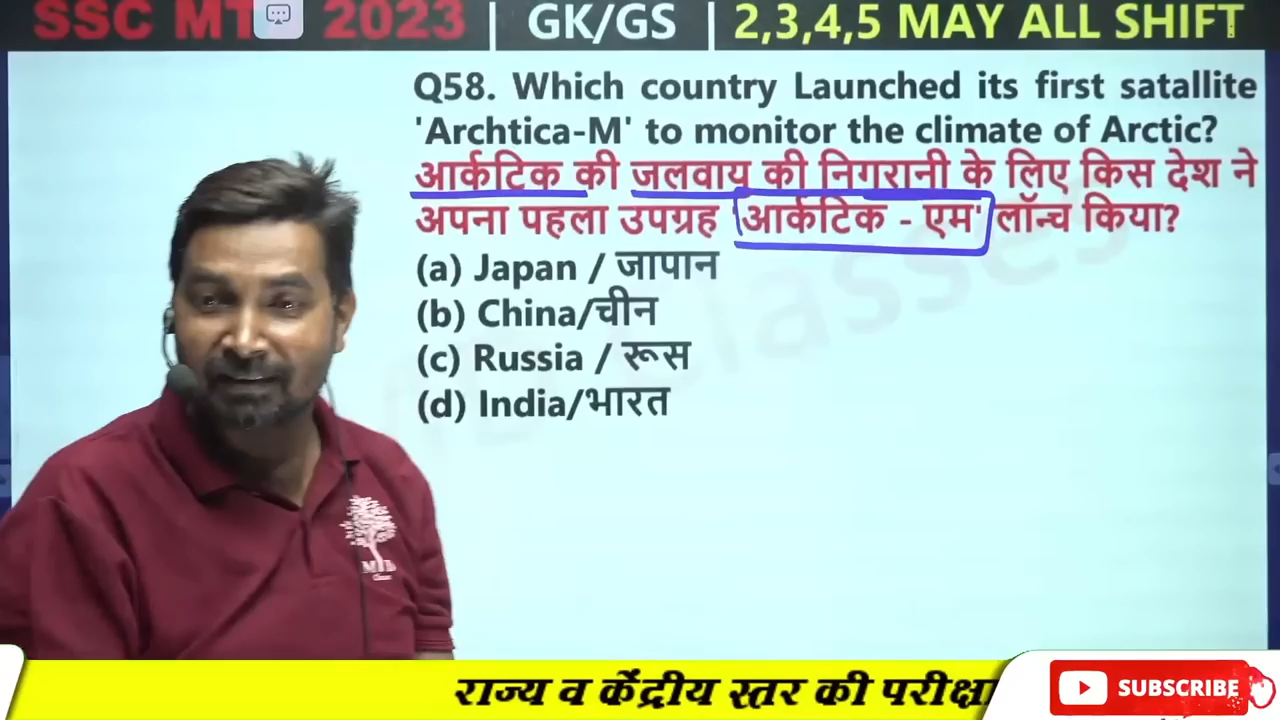 SSC MT 2023 | GK/GS | 2,3,4,5 MAY ALL SHIFT
Q58. Which country Launched its first satallite
'Archtica-M' to monitor the climate of Arctic?
आर्कटिक की जलवाय की निगरानी के लिए किस देश ने
अपना पहला उपग्रह 'आर्कटिक - एम' लॉन्च किया?
(a) Japan / जापान
(b) China/चीन
(c) Russia / रूस
(d) India/भारत
राज्य व केंद्रीय स्तर की परीक्षा
SUBSCRIBE